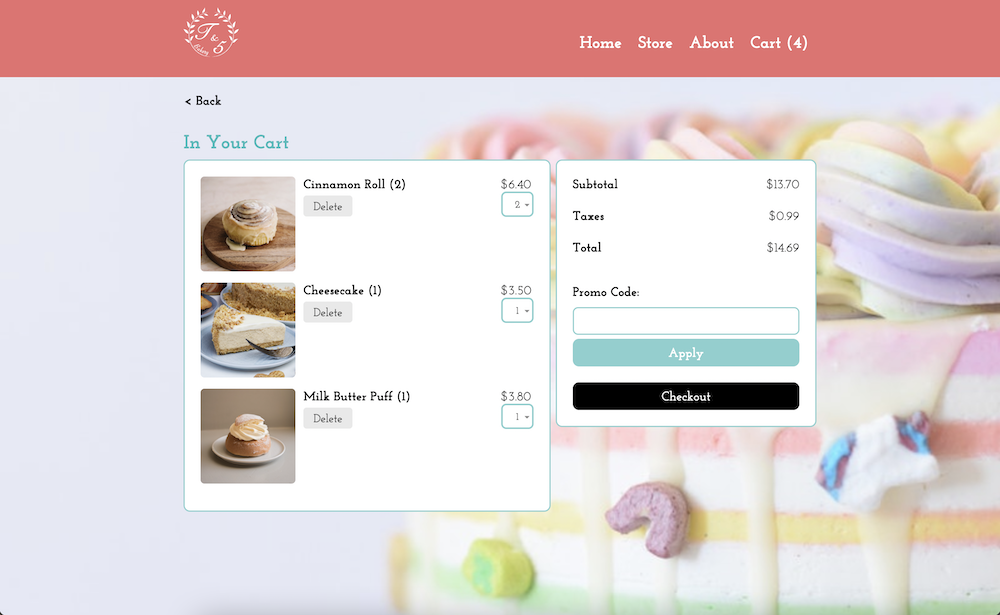 T & 5
Bakery
Home Store About Cart (4)
< Back
In Your Cart
Cinnamon Roll (2) $6.40
Delete 2
Cheesecake (1) $3.50
Delete 1
Milk Butter Puff (1) $3.80
Delete 1
Subtotal $13.70
Taxes $0.99
Total $14.69
Promo Code:
Apply
Checkout